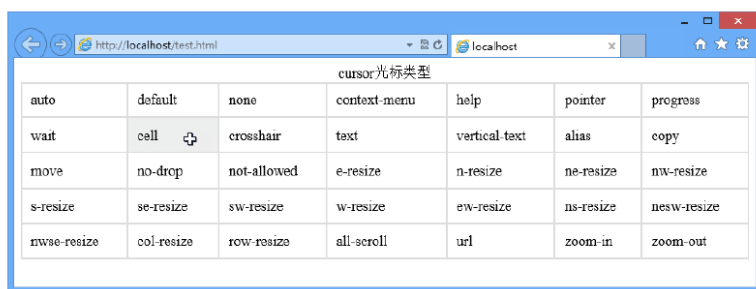 http://localhost/test.html localhost
cursor光标类型
auto default none context-menu help pointer progress
wait cell crosshair text vertical-text alias copy
move no-drop not-allowed e-resize n-resize ne-resize nw-resize
s-resize se-resize sw-resize w-resize ew-resize ns-resize nesw-resize
nwse-resize col-resize row-resize all-scroll url zoom-in zoom-out